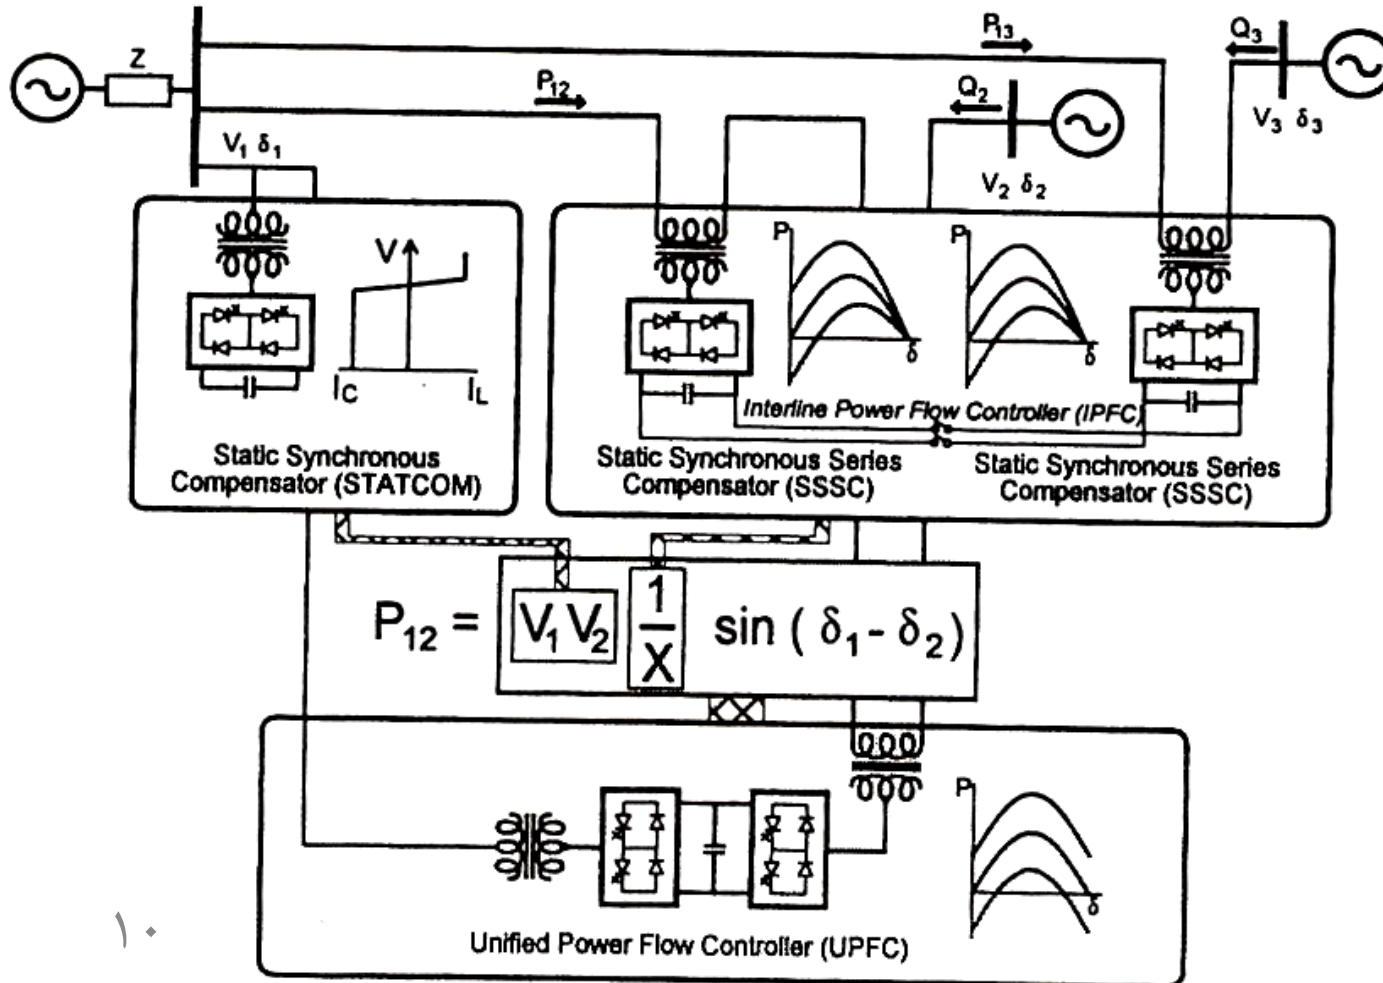 P13
Q3
Z
P12
Q2
V3 δ3
V1 δ1
V2 δ2
V
P
P
δ
δ
IC
IL
Interline Power Flow Controller (IPFC)
Static Synchronous
Compensator (STATCOM)
Static Synchronous Series
Compensator (SSSC)
Static Synchronous Series
Compensator (SSSC)
P12 = V1 V2 1/X sin ( δ1 - δ2 )
P
δ
Unified Power Flow Controller (UPFC)
١٠